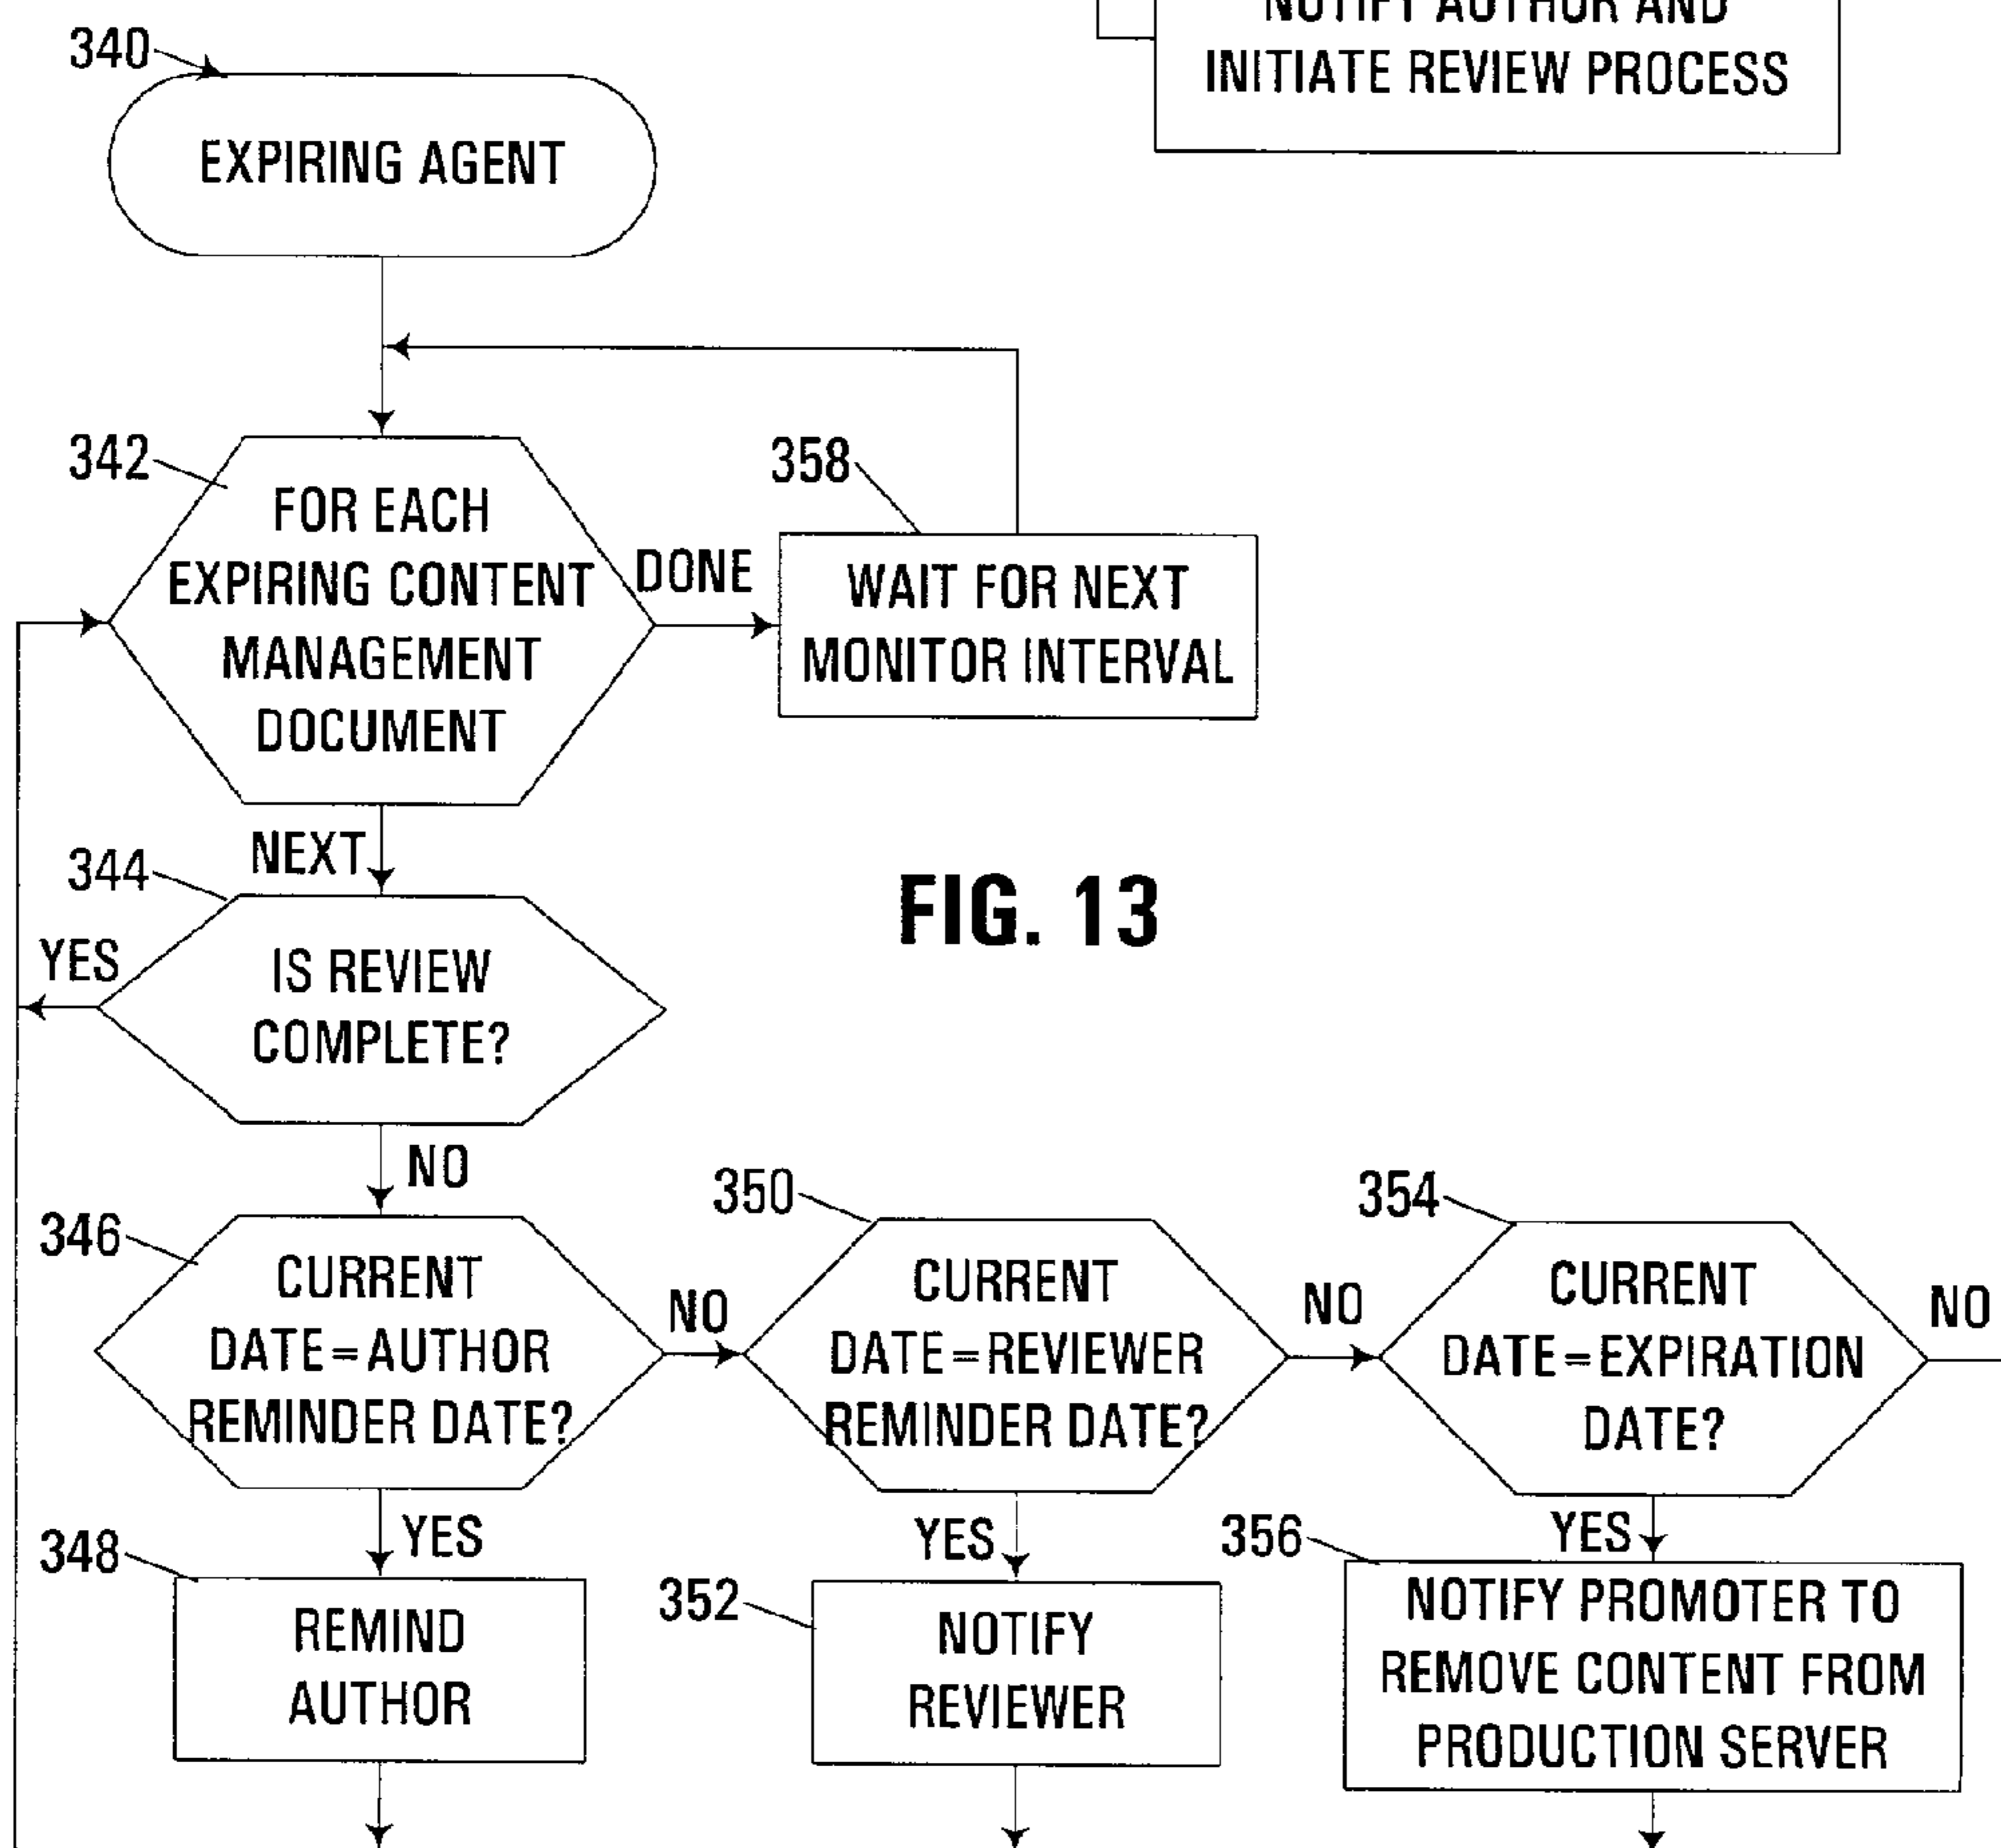 NOTIFY AUTHOR AND
INITIATE REVIEW PROCESS
340
EXPIRING AGENT
342
FOR EACH
EXPIRING CONTENT
MANAGEMENT
DOCUMENT
DONE
358
WAIT FOR NEXT
MONITOR INTERVAL
NEXT
FIG. 13
344
YES
IS REVIEW
COMPLETE?
NO
346
CURRENT
DATE=AUTHOR
REMINDER DATE?
NO
350
CURRENT
DATE=REVIEWER
REMINDER DATE?
NO
354
CURRENT
DATE=EXPIRATION
DATE?
NO
YES
348
REMIND
AUTHOR
YES
352
NOTIFY
REVIEWER
YES
356
NOTIFY PROMOTER TO
REMOVE CONTENT FROM
PRODUCTION SERVER